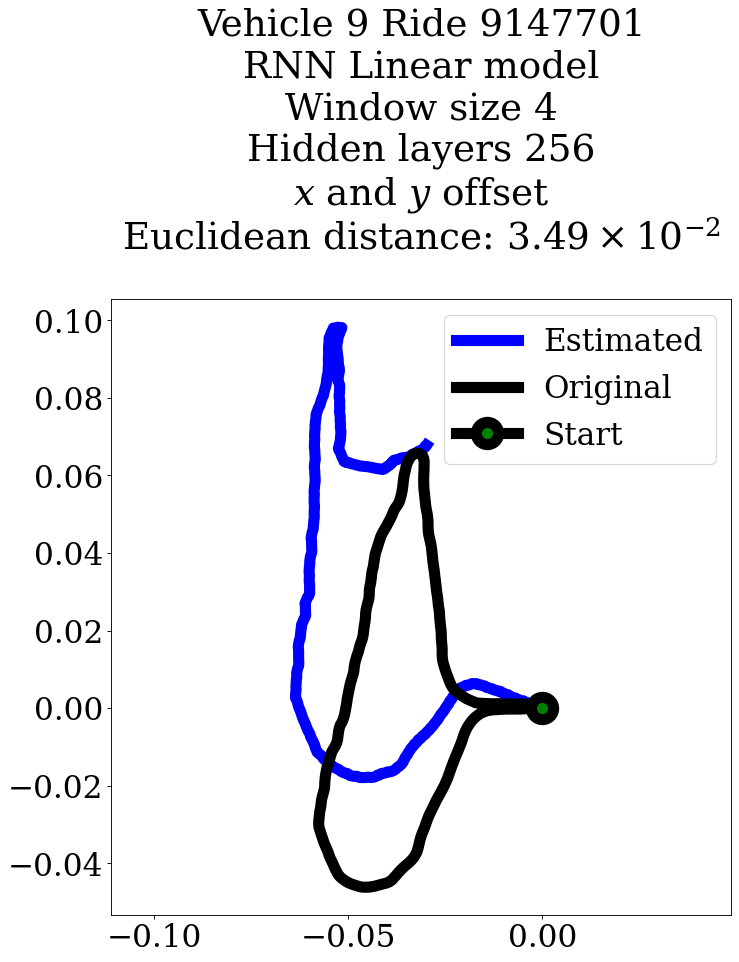 Vehicle 9 Ride 9147701
RNN Linear model
Window size 4
Hidden layers 256
x and y offset
Euclidean distance: 3.49 × 10⁻²
Estimated
Original
Start
0.10
0.08
0.06
0.04
0.02
0.00
−0.02
−0.04
−0.10 −0.05 0.00